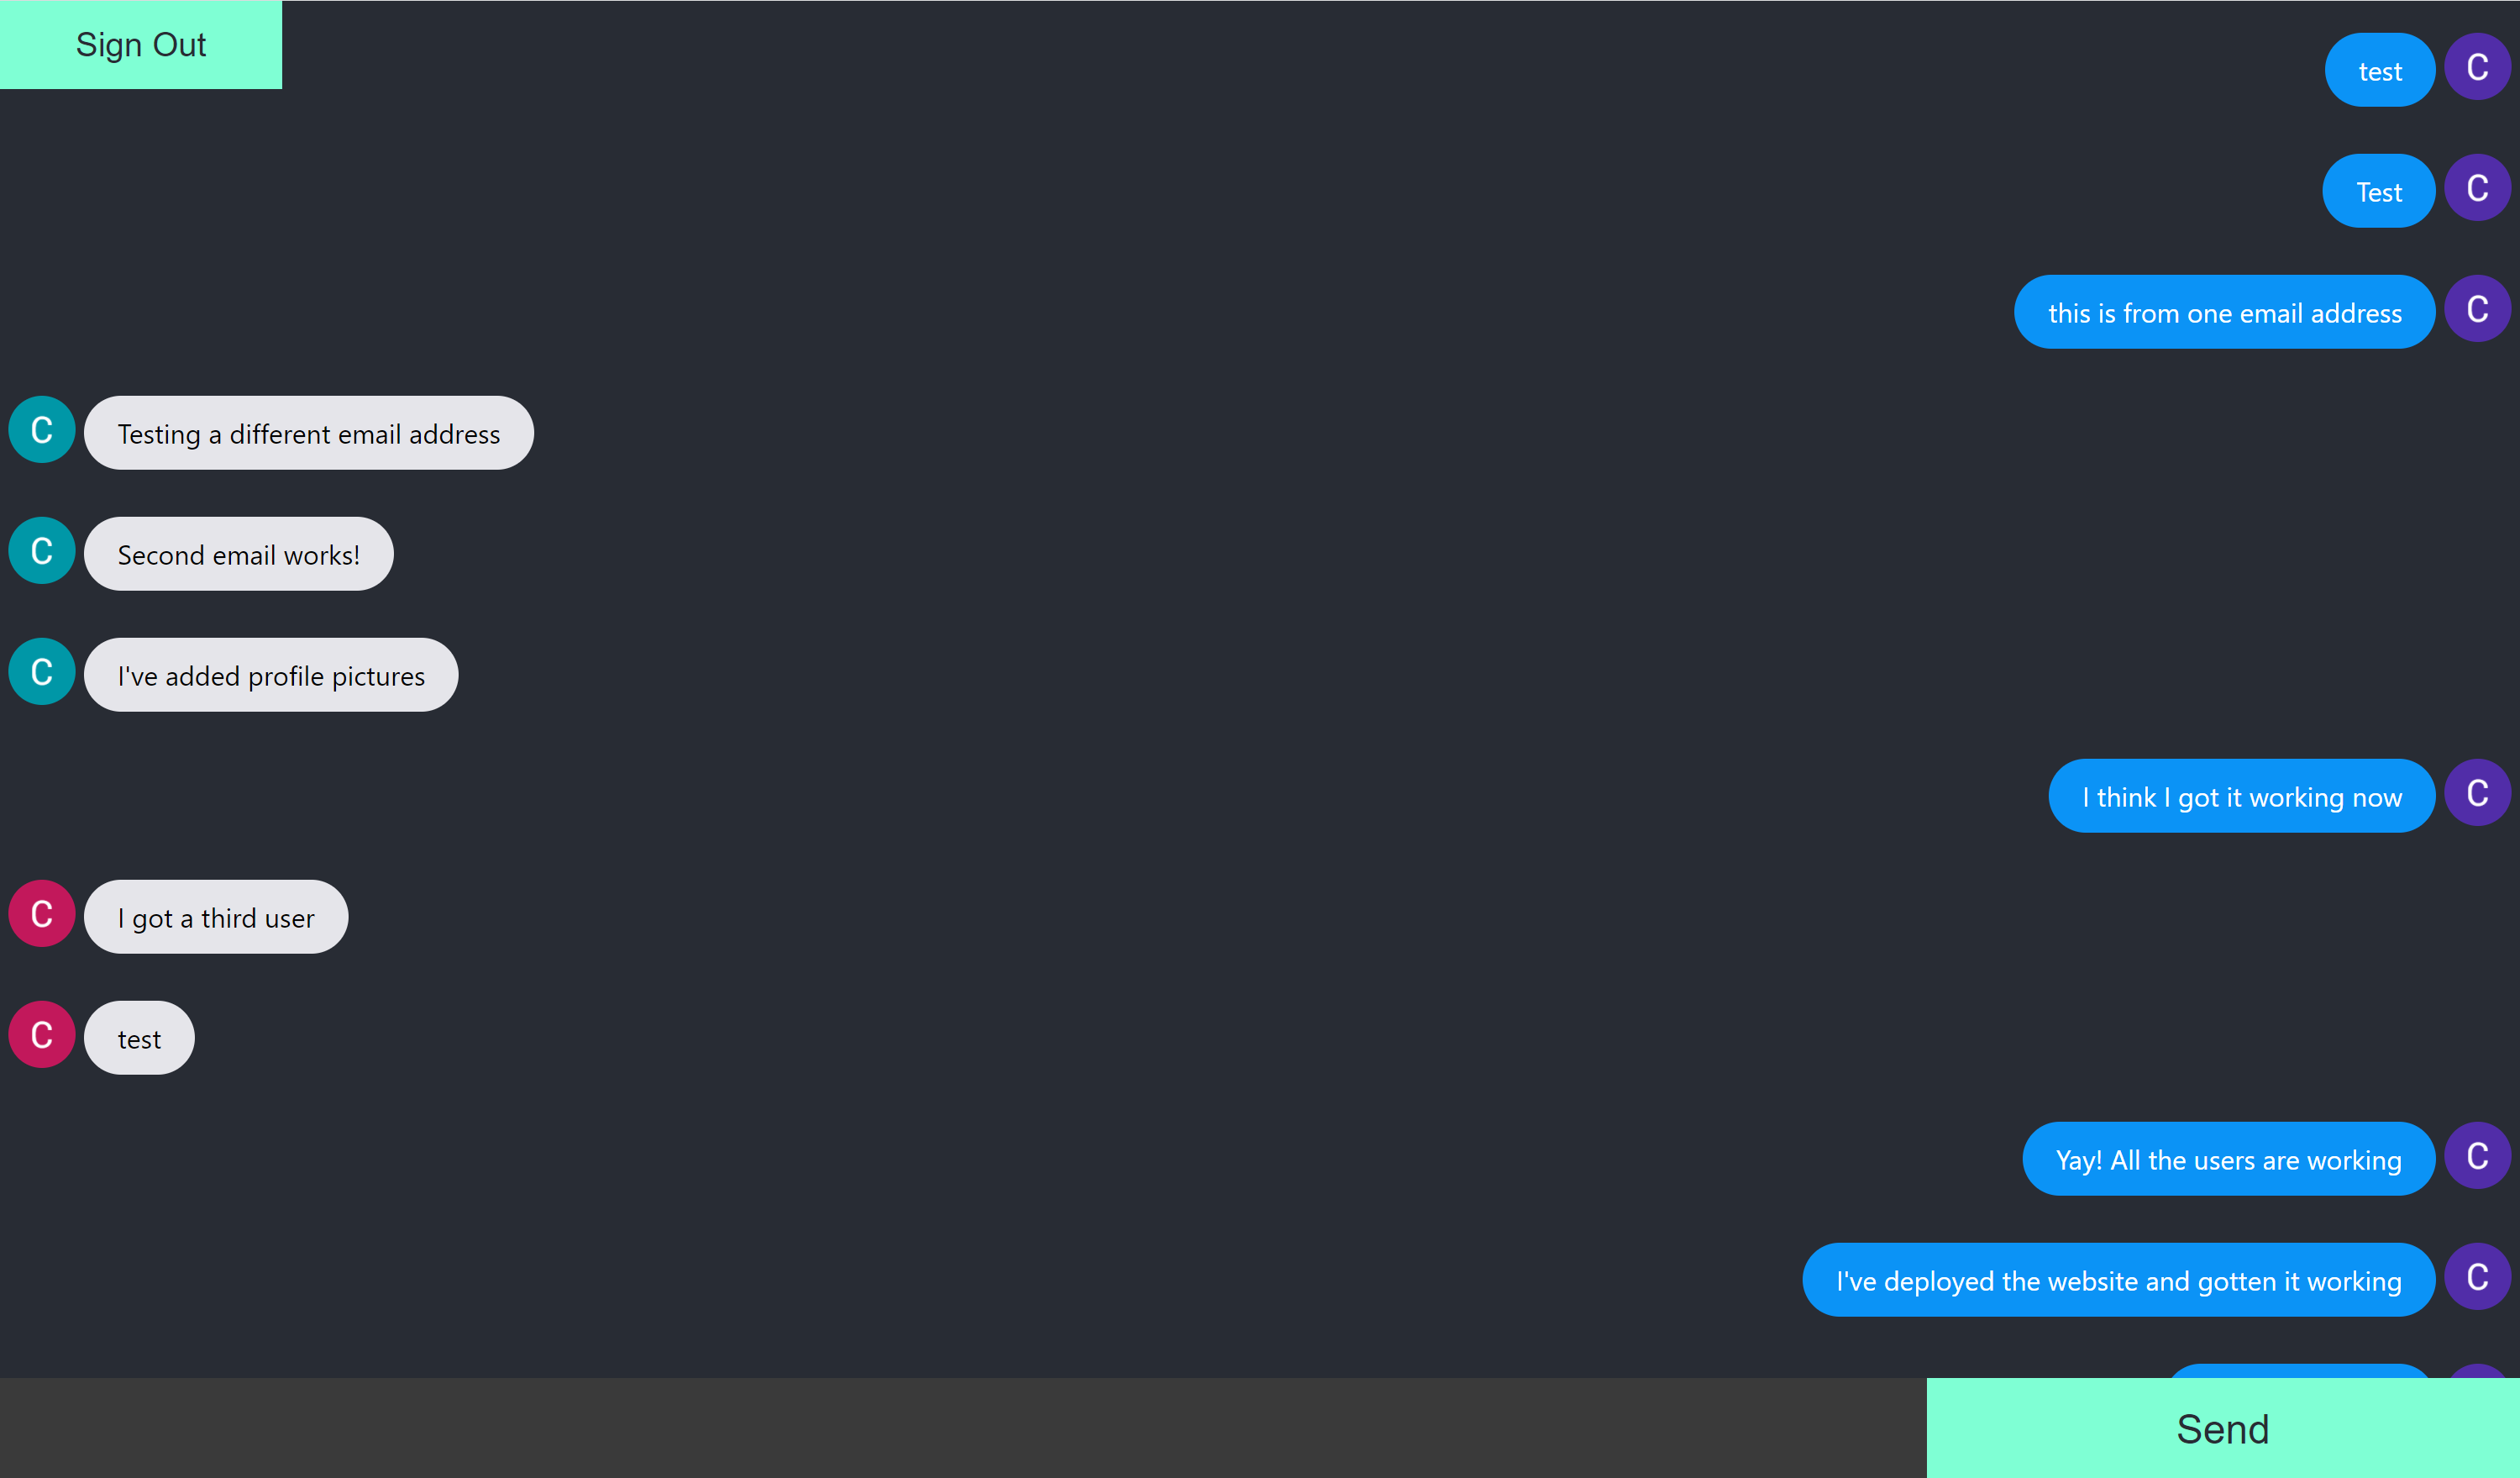 Sign Out
test
C
Test
C
this is from one email address
C
C
Testing a different email address
C
Second email works!
C
I've added profile pictures
I think I got it working now
C
C
I got a third user
C
test
Yay! All the users are working
C
I've deployed the website and gotten it working
C
Send